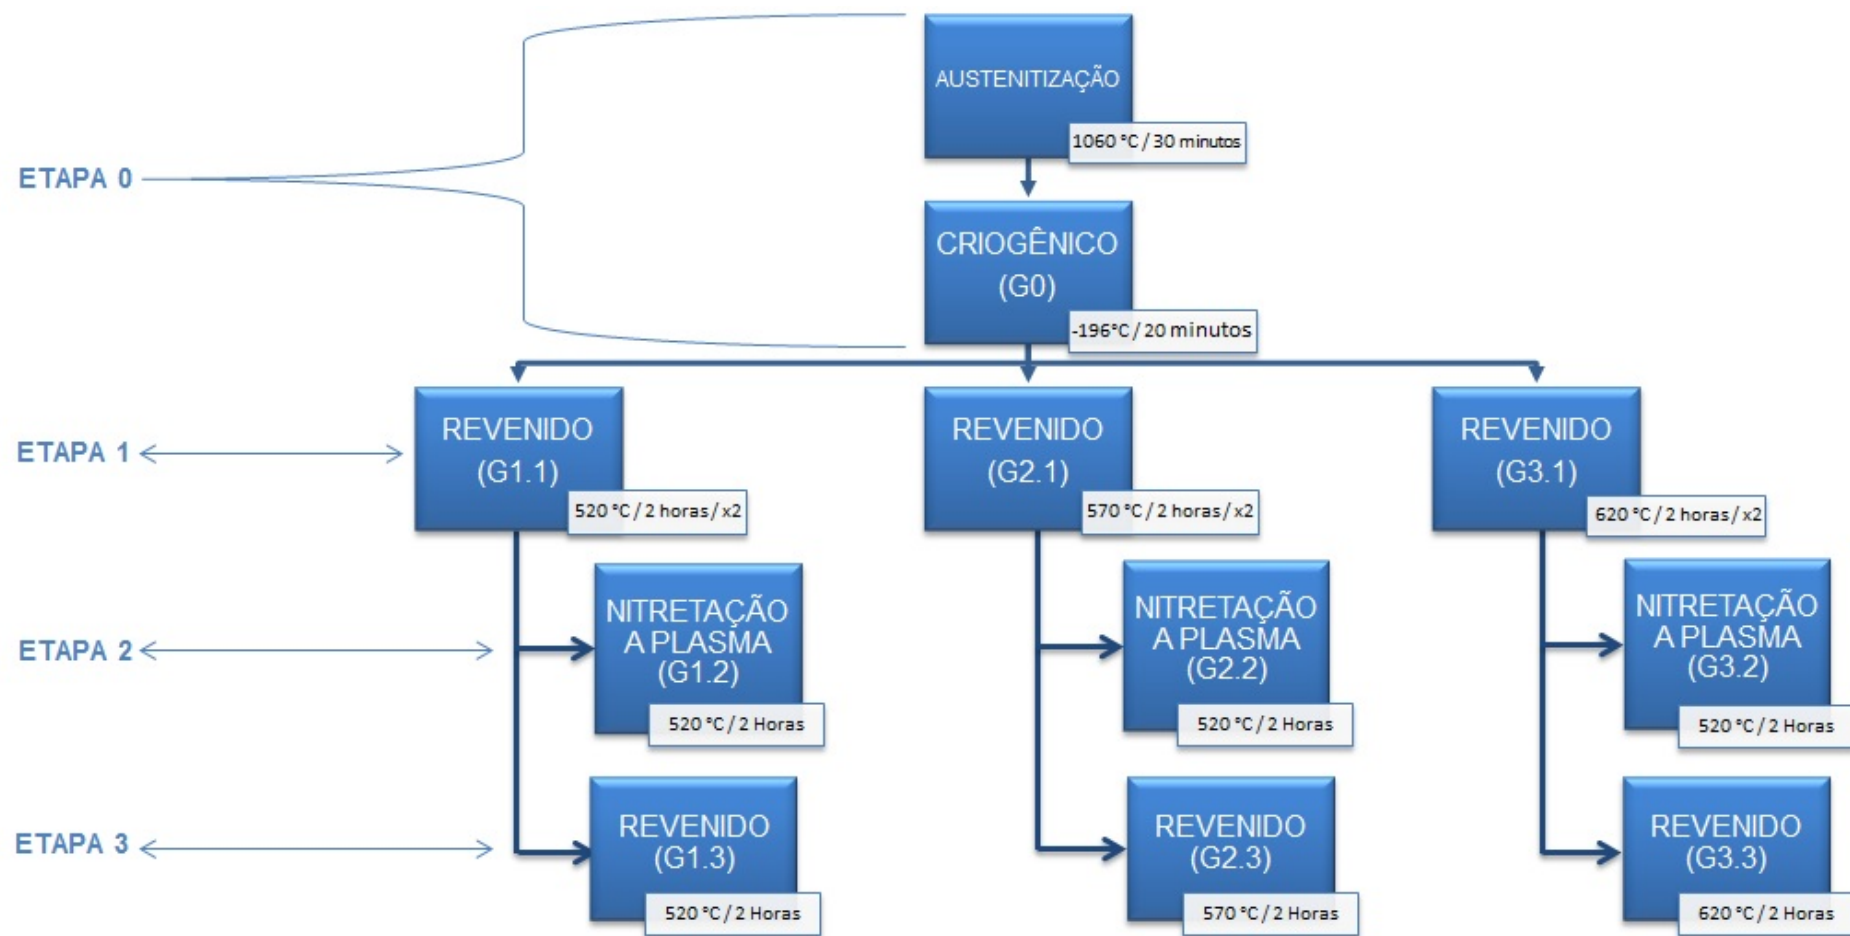 AUSTENITIZAÇÃO
1060 °C / 30 minutos
ETAPA 0
CRIOGÊNICO
(G0)
-196°C / 20 minutos
ETAPA 1
REVENIDO
(G1.1)
520 °C / 2 horas / x2
REVENIDO
(G2.1)
570 °C / 2 horas / x2
REVENIDO
(G3.1)
620 °C / 2 horas / x2
ETAPA 2
NITRETAÇÃO
A PLASMA
(G1.2)
520 °C / 2 Horas
NITRETAÇÃO
A PLASMA
(G2.2)
520 °C / 2 Horas
NITRETAÇÃO
A PLASMA
(G3.2)
520 °C / 2 Horas
ETAPA 3
REVENIDO
(G1.3)
520 °C / 2 Horas
REVENIDO
(G2.3)
570 °C / 2 Horas
REVENIDO
(G3.3)
620 °C / 2 Horas